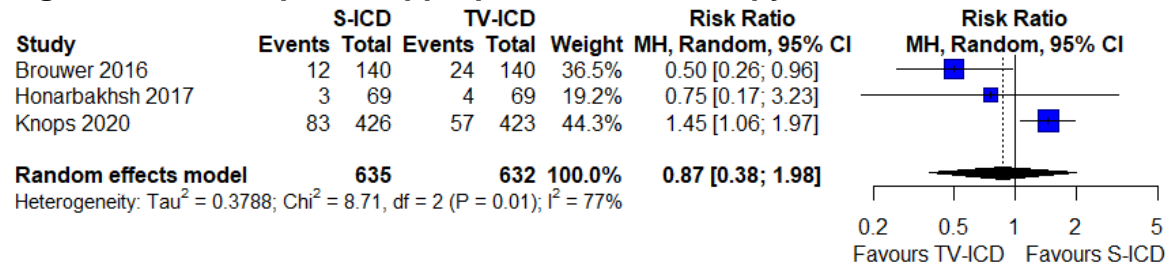 S-ICD TV-ICD Risk Ratio Risk Ratio
Study Events Total Events Total Weight MH, Random, 95% CI MH, Random, 95% CI
Brouwer 2016 12 140 24 140 36.5% 0.50 [0.26; 0.96]
Honarbakhsh 2017 3 69 4 69 19.2% 0.75 [0.17; 3.23]
Knops 2020 83 426 57 423 44.3% 1.45 [1.06; 1.97]
Random effects model 635 632 100.0% 0.87 [0.38; 1.98]
Heterogeneity: Tau² = 0.3788; Chi² = 8.71, df = 2 (P = 0.01); I² = 77%
0.2 0.5 1 2 5
Favours TV-ICD Favours S-ICD